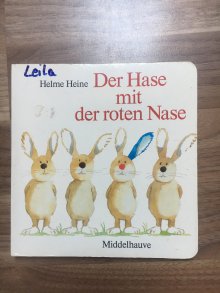 Leila
Helme Heine
Der Hase
mit
der roten Nase
Middelhauve